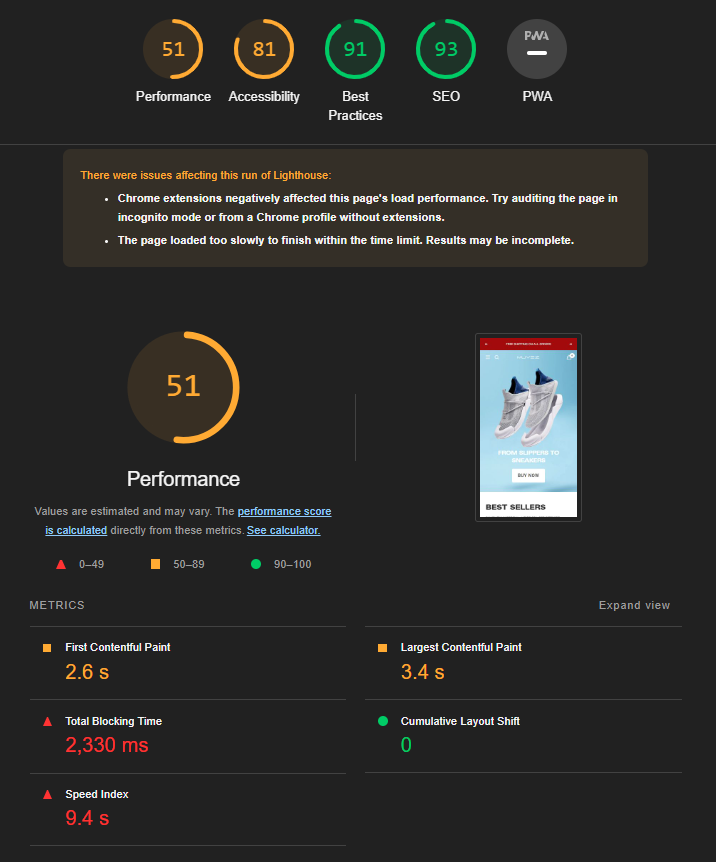 51
81
91
93
PWA
Performance
Accessibility
Best
Practices
SEO
PWA
There were issues affecting this run of Lighthouse:
Chrome extensions negatively affected this page's load performance. Try auditing the page in
incognito mode or from a Chrome profile without extensions.
The page loaded too slowly to finish within the time limit. Results may be incomplete.
51
Performance
Values are estimated and may vary. The performance score
is calculated directly from these metrics. See calculator.
0–49
50–89
90–100
FROM SLIPPERS TO
SNEAKERS
BUY NOW
BEST SELLERS
METRICS
Expand view
First Contentful Paint
2.6 s
Largest Contentful Paint
3.4 s
Total Blocking Time
2,330 ms
Cumulative Layout Shift
0
Speed Index
9.4 s